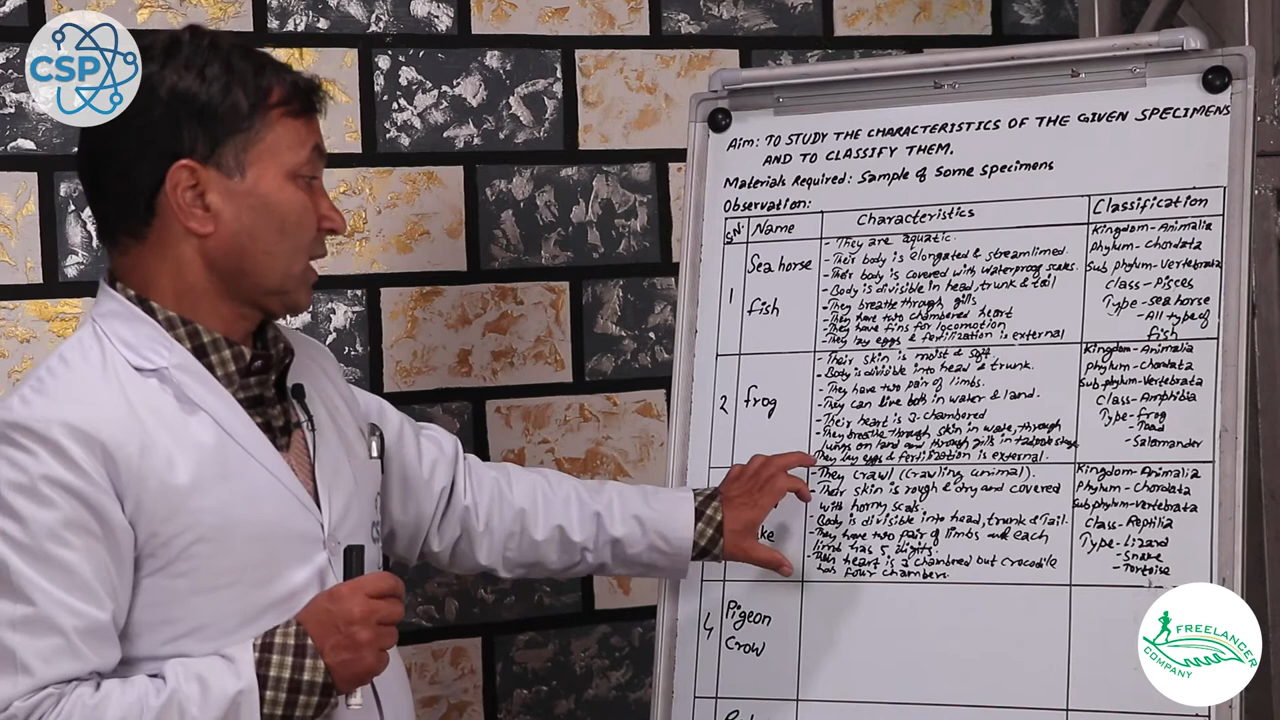 CSP
Aim: TO STUDY THE CHARACTERISTICS OF THE GIVEN SPECIMENS
AND TO CLASSIFY THEM.
Materials Required: Sample of Some Specimens
Observation:
S.N. Name Characteristics Classification
1
Sea horse
fish
- They are aquatic.
- Their body is elongated & streamlined.
- Their body is covered with waterproof scales.
- Body is divisible in head, trunk & tail
- They breathe through gills
- They have two chambered heart
- They have fins for locomotion
- They lay eggs & fertilization is external
Kingdom - Animalia
Phylum - Chordata
Sub phylum - Vertebrata
Class - Pisces
Type - Sea horse
- All type of
fish
2 frog
- Their skin is moist & soft.
- Body is divisible into head & trunk.
- They have two pair of limbs.
- They can live both in water & land.
- Their heart is 3-chambered
- They breathe through skin in wate, through
lungs on land and through gills in tadpole stage
They lay eggs & fertilization is external.
Kingdom - Animalia
Phylum - Chordata
Sub phylum - Vertebrata
Class - Amphibia
Type - frog
- Toad
- Salamander
ke
- They crawl (Crawling animal).
- Their skin is rough & dry and covered
with horny scals.
- Body is divisible into head, trunk & Tail.
- They have two pair of limbs each
limb has 5 digits.
- Their heart is 3 chambered but crocodile
has four chambers.
Kingdom - Animalia
Phylum - Chordata
Sub phylum - Vertebrata
Class - Reptilia
Type - Lizard
- Snake
- Tortoise
4 Pigeon
Crow
FREELANCER
COMPANY